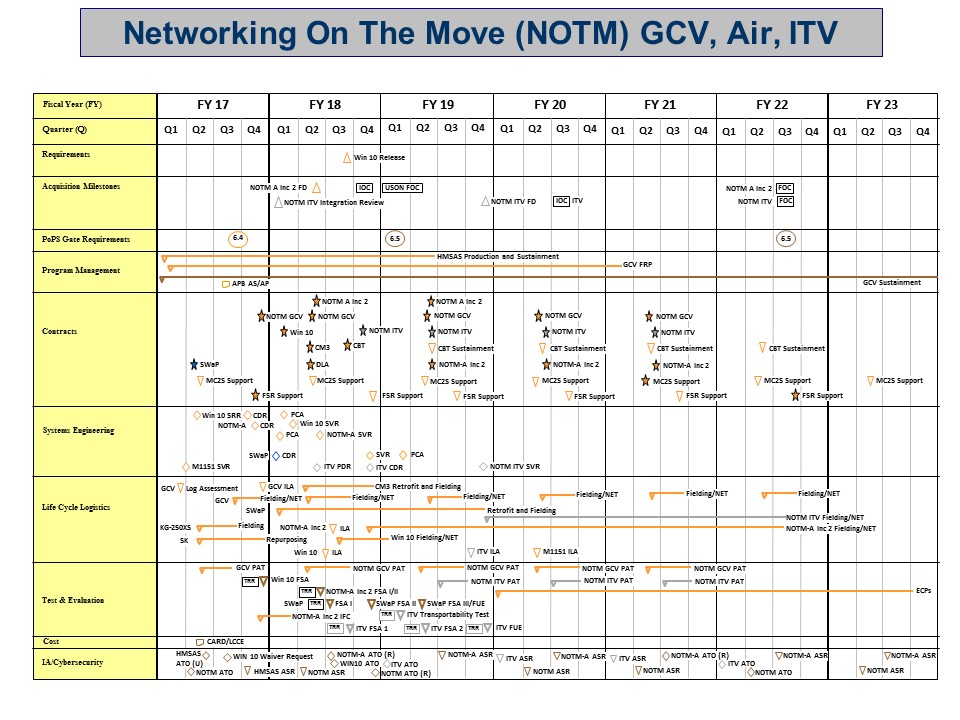 Networking On The Move (NOTM) GCV, Air, ITV
Fiscal Year (FY) FY 17 FY 18 FY 19 FY 20 FY 21 FY 22 FY 23
Quarter (Q) Q1 Q2 Q3 Q4 Q1 Q2 Q3 Q4 Q1 Q2 Q3 Q4 Q1 Q2 Q3 Q4 Q1 Q2 Q3 Q4 Q1 Q2 Q3 Q4 Q1 Q2 Q3 Q4
Requirements
Win 10 Release
Acquisition Milestones
NOTM A Inc 2 FD IOC USON FOC NOTM A Inc 2 FOC
NOTM ITV Integration Review NOTM ITV FD IOC ITV NOTM ITV FOC
PoPS Gate Requirements 6.4 6.5 6.5
HMSAS Production and Sustainment
Program Management GCV FRP
APB AS/AP GCV Sustainment
NOTM A Inc 2 NOTM A Inc 2
NOTM GCV NOTM GCV NOTM GCV NOTM GCV NOTM GCV
Contracts Win 10 NOTM ITV NOTM ITV NOTM ITV NOTM ITV
CM3 CBT CBT Sustainment CBT Sustainment CBT Sustainment CBT Sustainment
SWaP DLA NOTM-A Inc 2 NOTM-A Inc 2 NOTM-A Inc 2
MC2S Support MC2S Support MC2S Support MC2S Support MC2S Support MC2S Support MC2S Support
FSR Support FSR Support FSR Support FSR Support FSR Support FSR Support
Win 10 SRR CDR PCA
NOTM-A CDR Win 10 SVR
Systems Engineering PCA NOTM-A SVR
SWaP CDR SVR PCA
M1151 SVR ITV PDR ITV CDR NOTM ITV SVR
GCV Log Assessment GCV ILA CM3 Retrofit and Fielding
GCV Fielding/NET Fielding/NET Fielding/NET Fielding/NET Fielding/NET Fielding/NET
Life Cycle Logistics SWaP Retrofit and Fielding
NOTM ITV Fielding/NET
KG-250XS Fielding NOTM-A Inc 2 ILA NOTM-A Inc 2 Fielding/NET
SK Repurposing Win 10 Fielding/NET
Win 10 ILA ITV ILA M1151 ILA
GCV PAT NOTM GCV PAT NOTM GCV PAT NOTM GCV PAT NOTM GCV PAT
TRR Win 10 FSA NOTM ITV PAT NOTM ITV PAT NOTM ITV PAT
TRR NOTM-A Inc 2 FSA I/II ECPs
Test & Evaluation SWaP TRR FSA I SWaP FSA II SWaP FSA III/FUE
NOTM-A Inc 2 IFC TRR ITV Transportability Test
TRR ITV FSA 1 TRR ITV FSA 2 TRR ITV FUE
Cost CARD/LCCE
IA/Cybersecurity
HMSAS ATO (U) WIN 10 Waiver Request NOTM-A ATO (R) NOTM-A ASR ITV ASR NOTM-A ASR ITV ASR NOTM-A ATO (R) NOTM-A ASR NOTM-A ASR
WIN10 ATO ITV ATO ITV ATO
NOTM ATO HMSAS ASR NOTM ASR NOTM ATO (R) NOTM ASR NOTM ASR NOTM ATO NOTM ASR